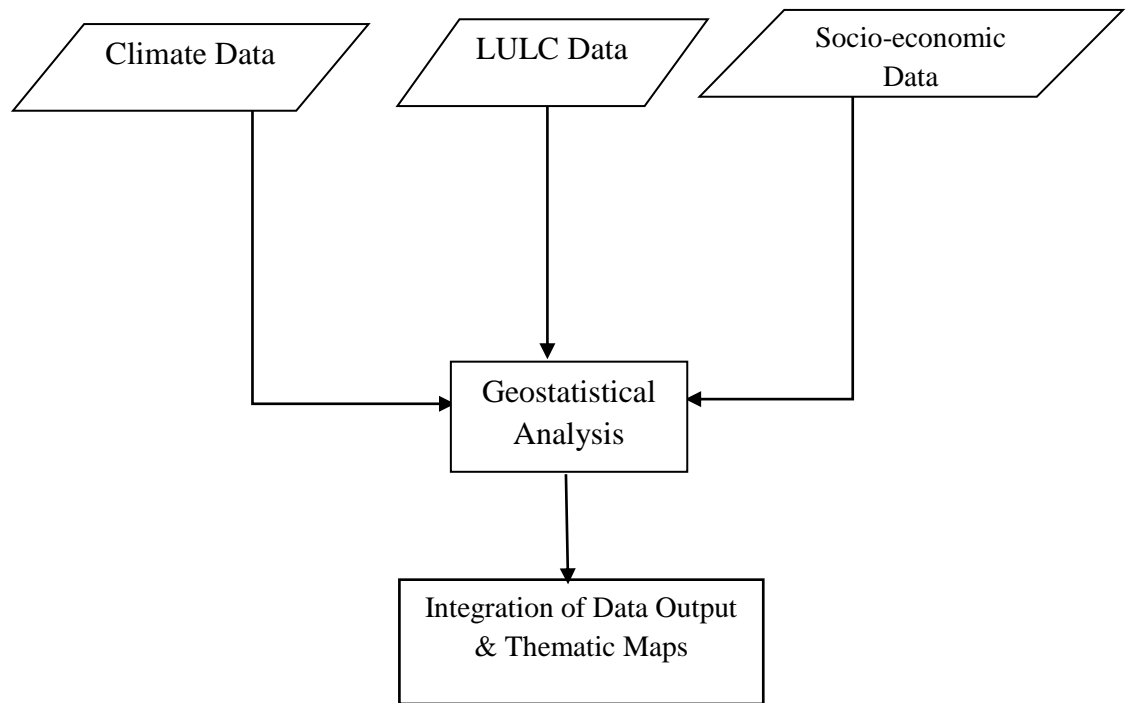 Climate Data
LULC Data
Socio-economic
Data
Geostatistical
Analysis
Integration of Data Output
& Thematic Maps